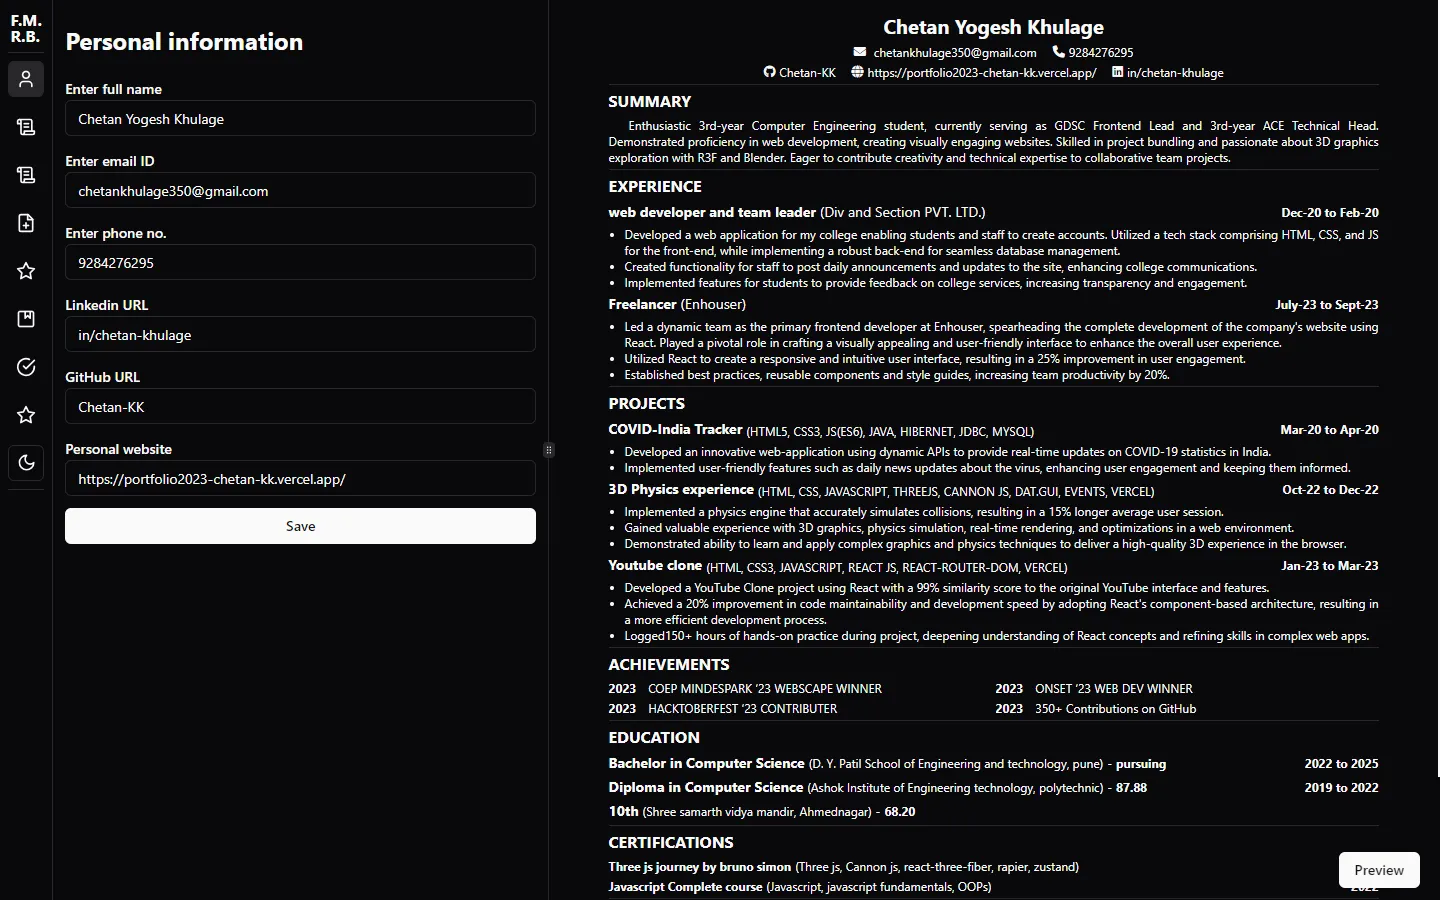 F.M.
R.B.
Personal information
Enter full name
Chetan Yogesh Khulage
Enter email ID
chetankhulage350@gmail.com
Enter phone no.
9284276295
Linkedin URL
in/chetan-khulage
GitHub URL
Chetan-KK
Personal website
https://portfolio2023-chetan-kk.vercel.app/
Save
Chetan Yogesh Khulage
chetankhulage350@gmail.com 9284276295
Chetan-KK https://portfolio2023-chetan-kk.vercel.app/ in/chetan-khulage
SUMMARY
Enthusiastic 3rd-year Computer Engineering student, currently serving as GDSC Frontend Lead and 3rd-year ACE Technical Head.
Demonstrated proficiency in web development, creating visually engaging websites. Skilled in project bundling and passionate about 3D graphics
exploration with R3F and Blender. Eager to contribute creativity and technical expertise to collaborative team projects.
EXPERIENCE
web developer and team leader (Div and Section PVT. LTD.) Dec-20 to Feb-20
• Developed a web application for my college enabling students and staff to create accounts. Utilized a tech stack comprising HTML, CSS, and JS
for the front-end, while implementing a robust back-end for seamless database management.
• Created functionality for staff to post daily announcements and updates to the site, enhancing college communications.
• Implemented features for students to provide feedback on college services, increasing transparency and engagement.
Freelancer (Enhouser) July-23 to Sept-23
• Led a dynamic team as the primary frontend developer at Enhouser, spearheading the complete development of the company's website using
React. Played a pivotal role in crafting a visually appealing and user-friendly interface to enhance the overall user experience.
• Utilized React to create a responsive and intuitive user interface, resulting in a 25% improvement in user engagement.
• Established best practices, reusable components and style guides, increasing team productivity by 20%.
PROJECTS
COVID-India Tracker (HTML5, CSS3, JS(ES6), JAVA, HIBERNET, JDBC, MYSQL) Mar-20 to Apr-20
• Developed an innovative web-application using dynamic APIs to provide real-time updates on COVID-19 statistics in India.
• Implemented user-friendly features such as daily news updates about the virus, enhancing user engagement and keeping them informed.
3D Physics experience (HTML, CSS, JAVASCRIPT, THREEJS, CANNON JS, DAT.GUI, EVENTS, VERCEL) Oct-22 to Dec-22
• Implemented a physics engine that accurately simulates collisions, resulting in a 15% longer average user session.
• Gained valuable experience with 3D graphics, physics simulation, real-time rendering, and optimizations in a web environment.
• Demonstrated ability to learn and apply complex graphics and physics techniques to deliver a high-quality 3D experience in the browser.
Youtube clone (HTML, CSS3, JAVASCRIPT, REACT JS, REACT-ROUTER-DOM, VERCEL) Jan-23 to Mar-23
• Developed a YouTube Clone project using React with a 99% similarity score to the original YouTube interface and features.
• Achieved a 20% improvement in code maintainability and development speed by adopting React's component-based architecture, resulting in
a more efficient development process.
• Logged150+ hours of hands-on practice during project, deepening understanding of React concepts and refining skills in complex web apps.
ACHIEVEMENTS
2023 COEP MINDESPARK ‘23 WEBSCAPE WINNER 2023 ONSET ‘23 WEB DEV WINNER
2023 HACKTOBERFEST ‘23 CONTRIBUTER 2023 350+ Contributions on GitHub
EDUCATION
Bachelor in Computer Science (D. Y. Patil School of Engineering and technology, pune) - pursuing 2022 to 2025
Diploma in Computer Science (Ashok Institute of Engineering technology, polytechnic) - 87.88 2019 to 2022
10th (Shree samarth vidya mandir, Ahmednagar) - 68.20
CERTIFICATIONS
Three js journey by bruno simon (Three js, Cannon js, react-three-fiber, rapier, zustand)
Javascript Complete course (Javascript, javascript fundamentals, OOPs) 2022
Preview